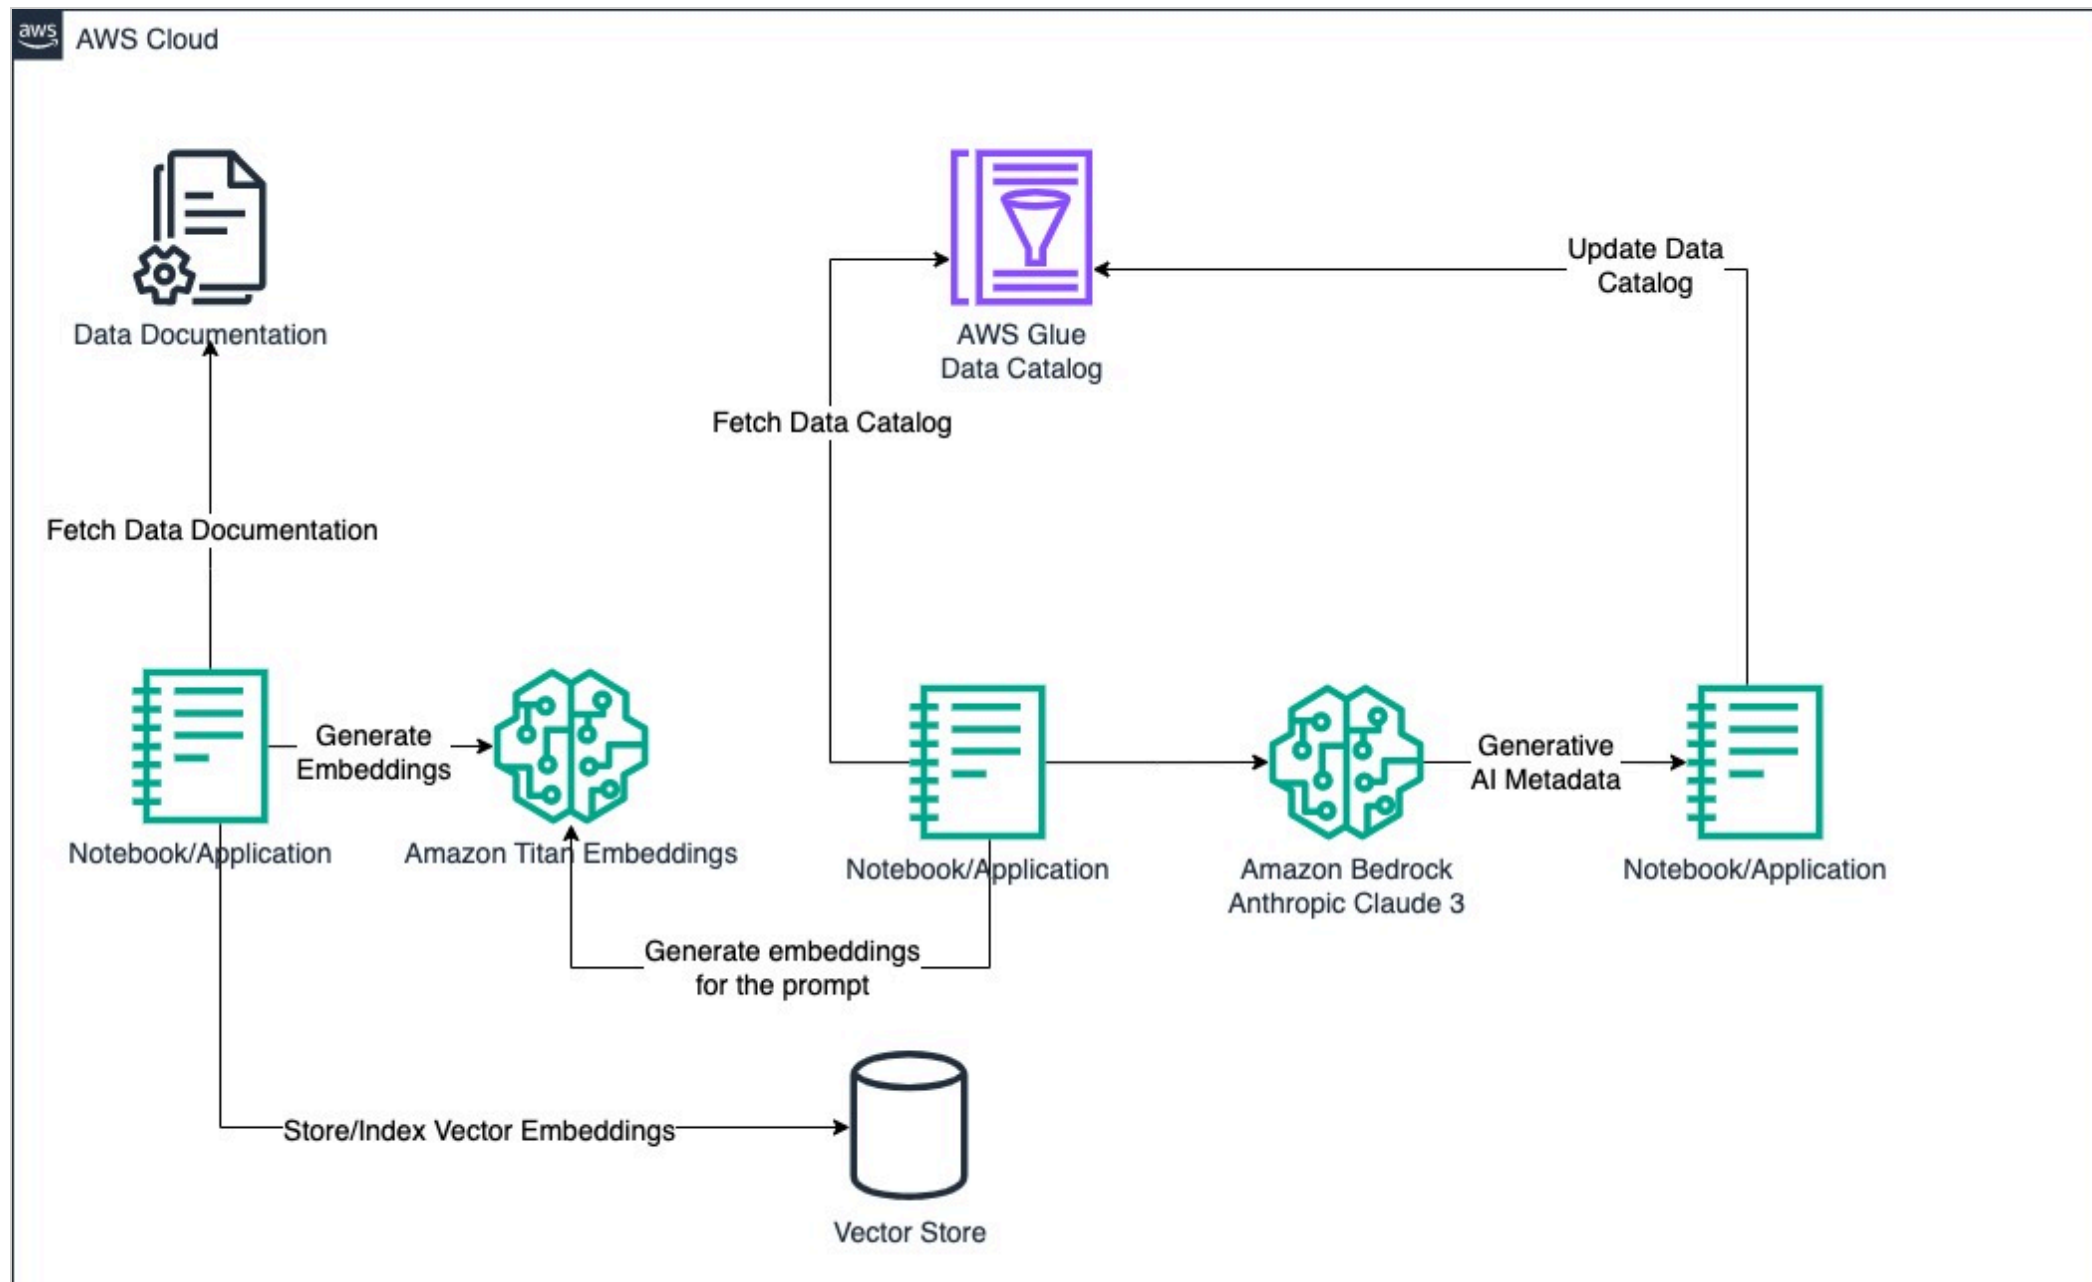 aws
AWS Cloud
Data Documentation
AWS Glue
Data Catalog
Update Data
Catalog
Fetch Data Catalog
Fetch Data Documentation
Generate
Embeddings
Generative
AI Metadata
Notebook/Application
Amazon Titan Embeddings
Notebook/Application
Amazon Bedrock
Anthropic Claude 3
Notebook/Application
Generate embeddings
for the prompt
Store/Index Vector Embeddings
Vector Store